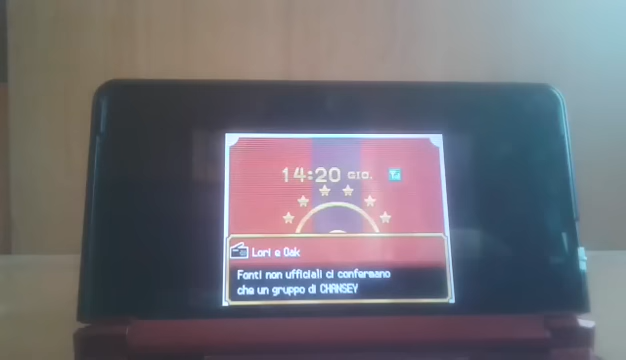 14:20 GIO.
Lori e Oak
Fonti non ufficiali ci confermano
che un gruppo di CHANSEY